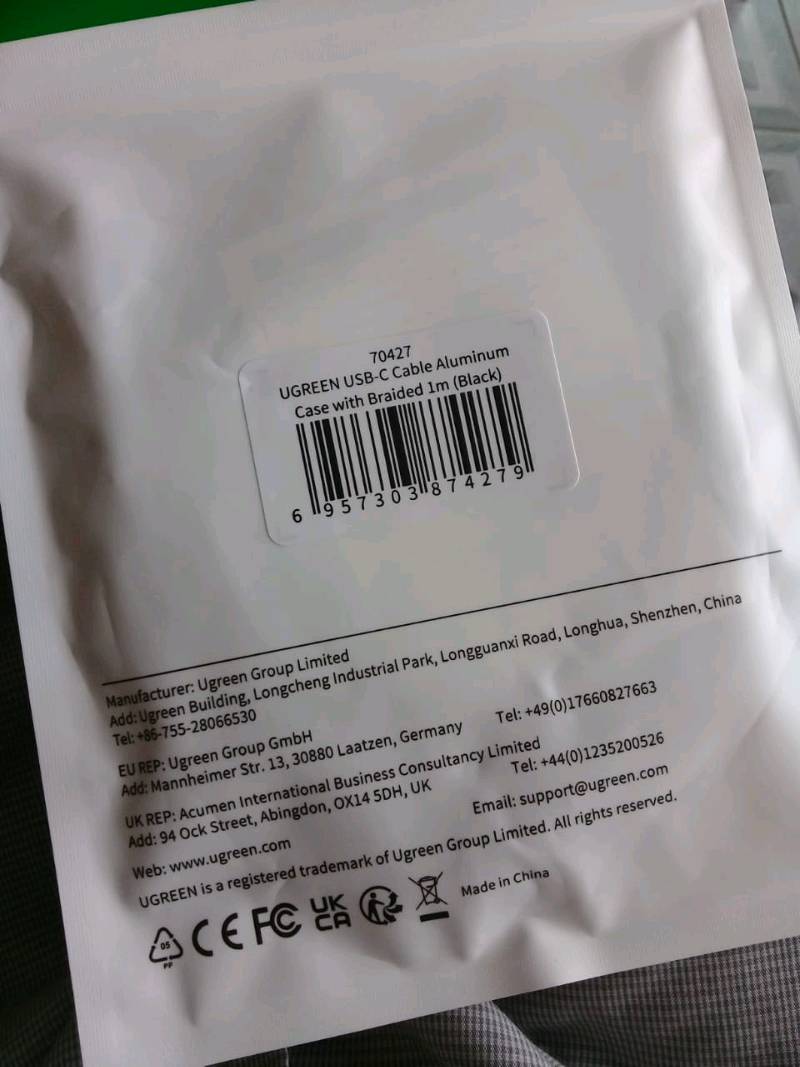 70427
UGREEN USB-C Cable Aluminum
Case with Braided 1m (Black)
6 957303 874279
Manufacturer: Ugreen Group Limited
Add: Ugreen Building, Longcheng Industrial Park, Longguanxi Road, Longhua, Shenzhen, China
Tel: +86-755-28066530
EU REP: Ugreen Group GmbH
Add: Mannheimer Str. 13, 30880 Laatzen, Germany Tel: +49(0)17660827663
UK REP: Acumen International Business Consultancy Limited
Add: 94 Ock Street, Abingdon, OX14 5DH, UK Tel: +44(0)1235200526
Web: www.ugreen.com Email: support@ugreen.com
UGREEN is a registered trademark of Ugreen Group Limited. All rights reserved.
05
PP
CE FC UK
CA
Made in China